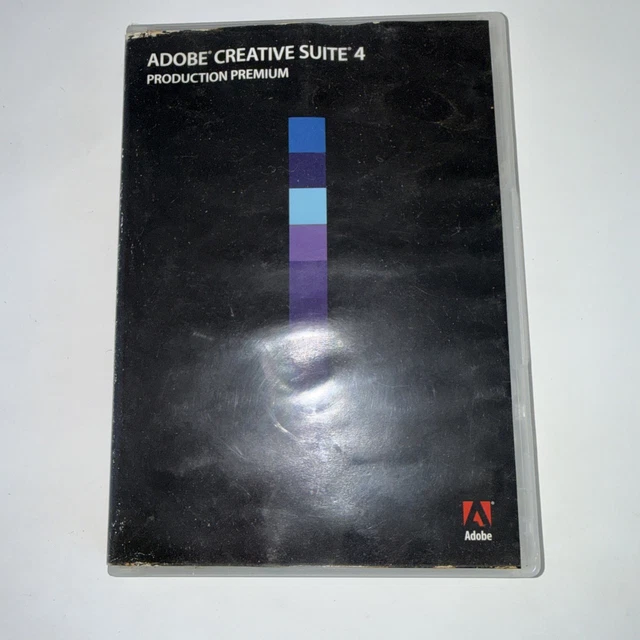 ADOBE® CREATIVE SUITE® 4
PRODUCTION PREMIUM
Adobe